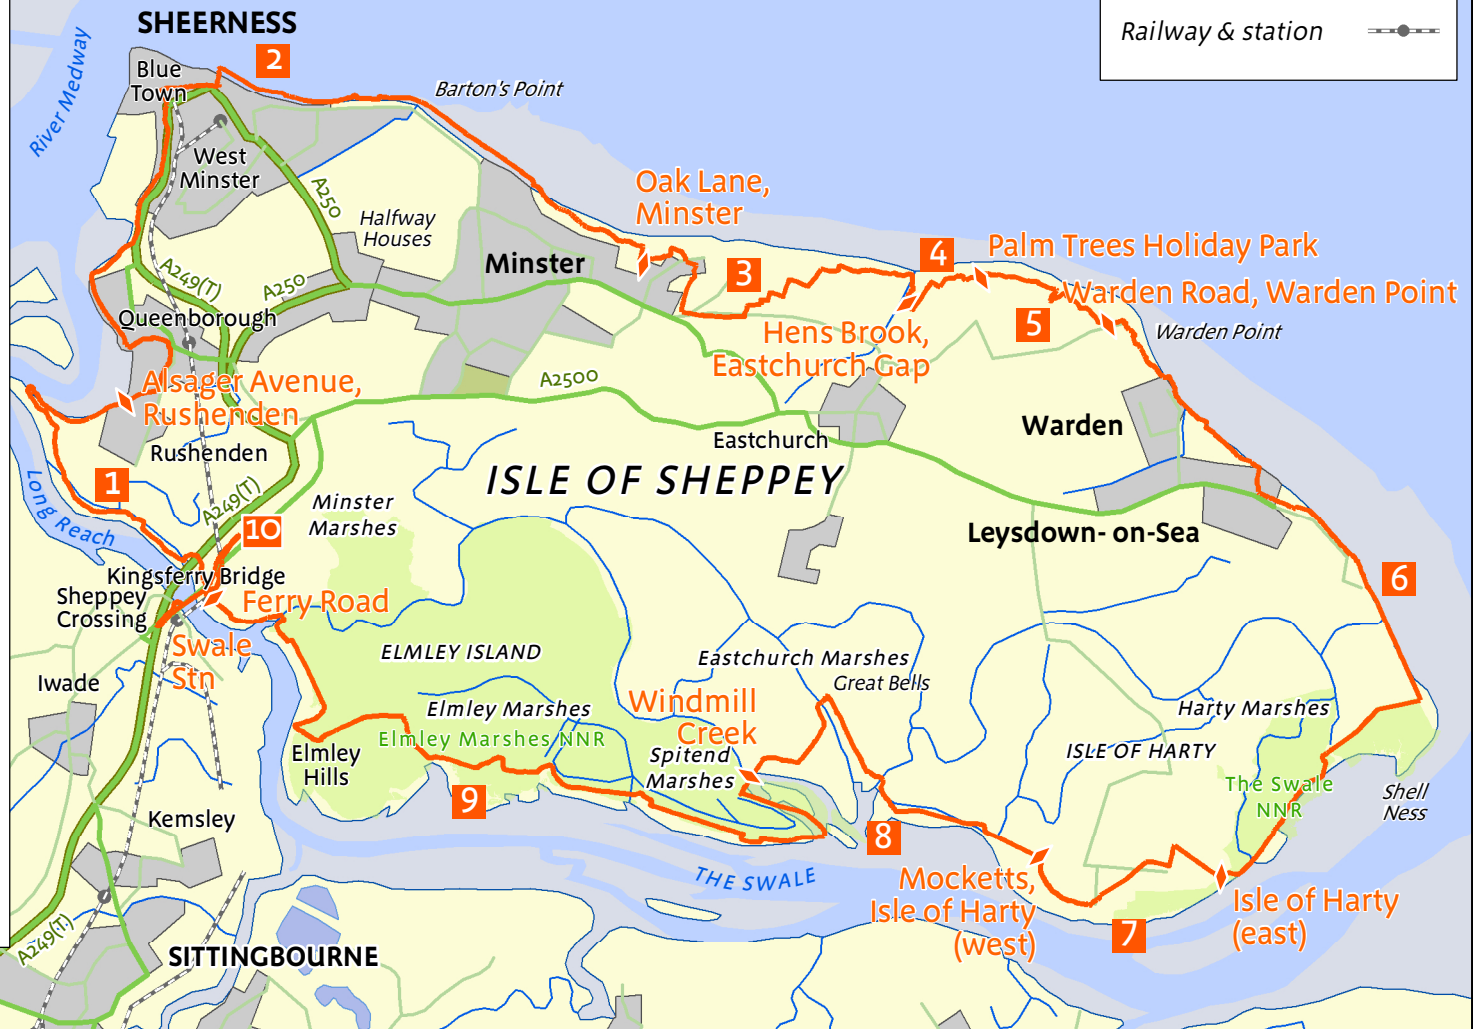 SHEERNESS
2
Railway & station
Blue
Town
River Medway
Barton's Point
West
Minster
A250
Halfway
Houses
Oak Lane,
Minster
Minster
3
4
Palm Trees Holiday Park
A249(T)
A250
Warden Road, Warden Point
5
Queenborough
Hens Brook,
Eastchurch Gap
Warden Point
Alsager Avenue,
Rushenden
A2500
Rushenden
Eastchurch
Warden
1
Long Reach
A249(T)
Minster
Marshes
ISLE OF SHEPPEY
10
Leysdown- on-Sea
Kingsferry Bridge
Sheppey
Crossing
Ferry Road
6
Swale
Stn
ELMLEY ISLAND
Eastchurch Marshes
Great Bells
Iwade
Elmley Marshes
Windmill
Creek
Harty Marshes
Elmley Marshes NNR
Elmley
Hills
Spitend
Marshes
ISLE OF HARTY
The Swale
NNR
Shell
Ness
9
Kemsley
8
THE SWALE
Mocketts,
Isle of Harty
(west)
Isle of Harty
(east)
7
A249(T)
SITTINGBOURNE